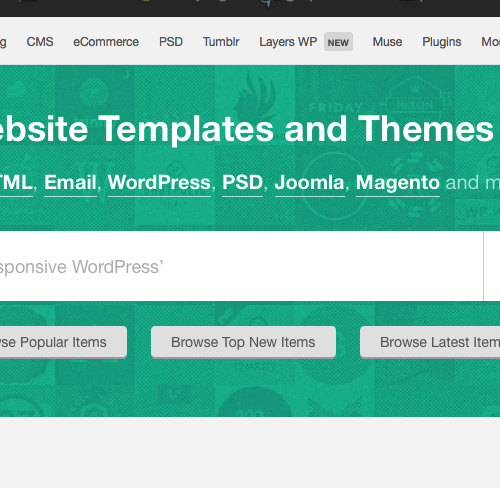 g CMS eCommerce PSD Tumblr Layers WP NEW Muse Plugins Mo
ebsite Templates and Themes
TML, Email, WordPress, PSD, Joomla, Magento and m
sponsive WordPress’
se Popular Items Browse Top New Items Browse Latest Item